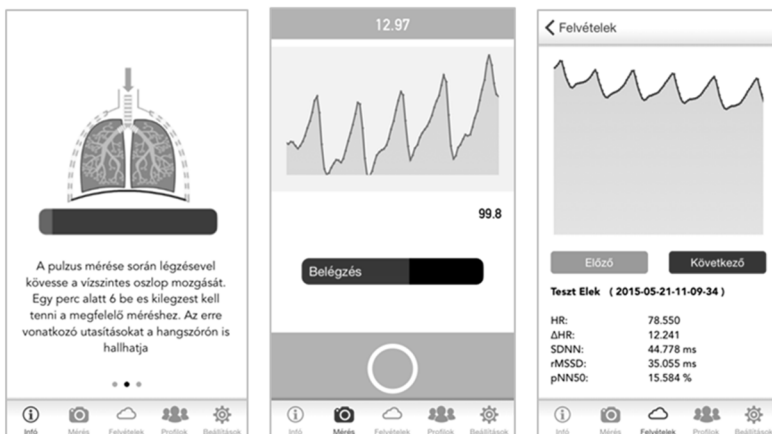 A pulzus mérése során légzésevel
kövesse a vízszintes oszlop mozgását.
Egy perc alatt 6 be es kilegzest kell
tenni a megfelelő méréshez. Az erre
vonatkozó utasításokat a hangszórón is
hallhatja
Infó
Mérés
Felvételek
Profilok
Beállítások
12.97
99.8
Belégzés
Infó
Mérés
Felvételek
Profilok
Beállítások
Felvételek
Előző
Következő
Teszt Elek ( 2015-05-21-11-09-34 )
HR: 78.550
ΔHR: 12.241
SDNN: 44.778 ms
rMSSD: 35.055 ms
pNN50: 15.584 %
Infó
Mérés
Felvételek
Profilok
Beállítások